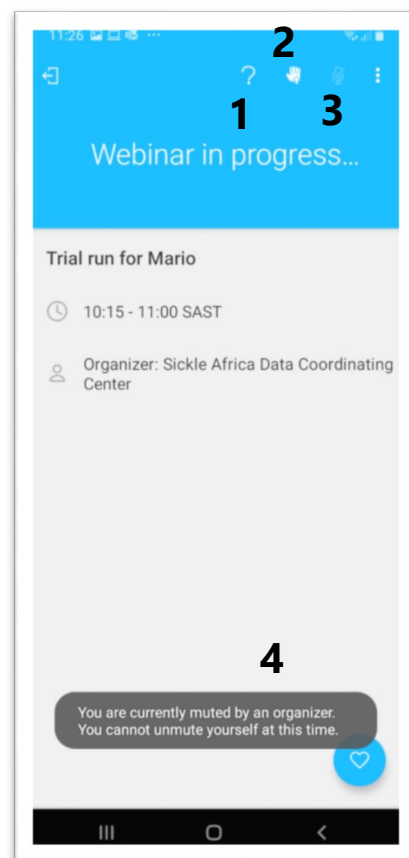 11:26
2
?
1
3
Webinar in progress...
Trial run for Mario
10:15 - 11:00 SAST
Organizer: Sickle Africa Data Coordinating
Center
4
You are currently muted by an organizer.
You cannot unmute yourself at this time.